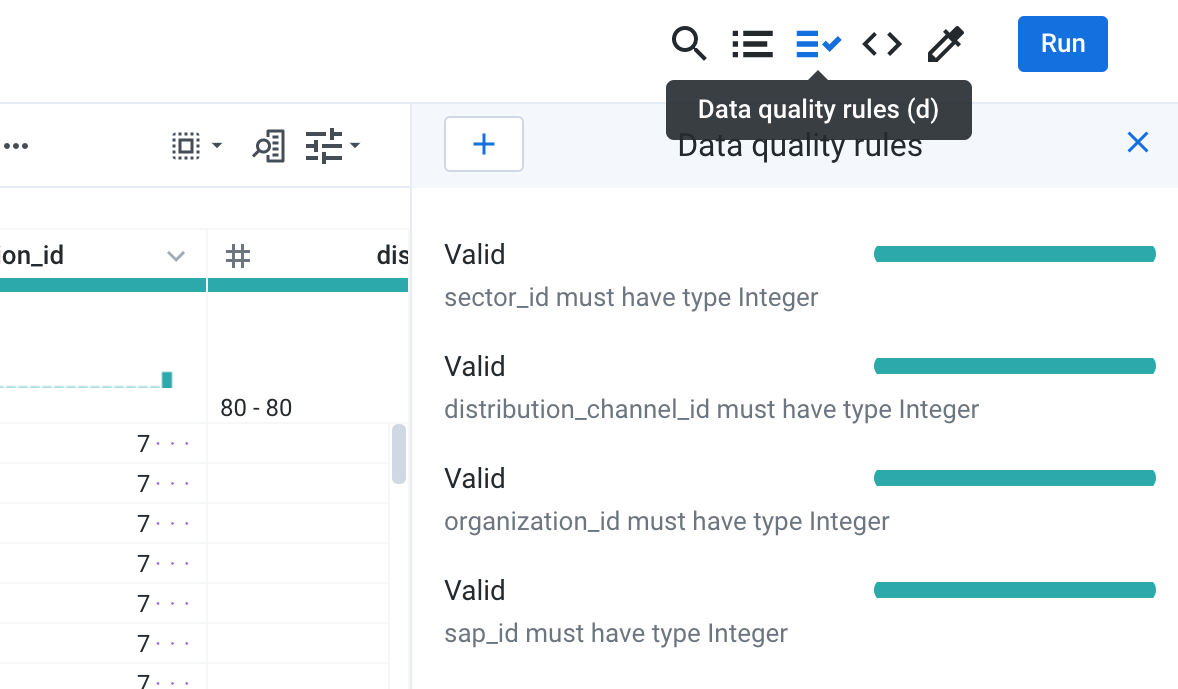 Run
Data quality rules (d)
Data quality rules
ion_id
dis
80 - 80
7
7
7
7
7
7
7
Valid
sector_id must have type Integer
Valid
distribution_channel_id must have type Integer
Valid
organization_id must have type Integer
Valid
sap_id must have type Integer